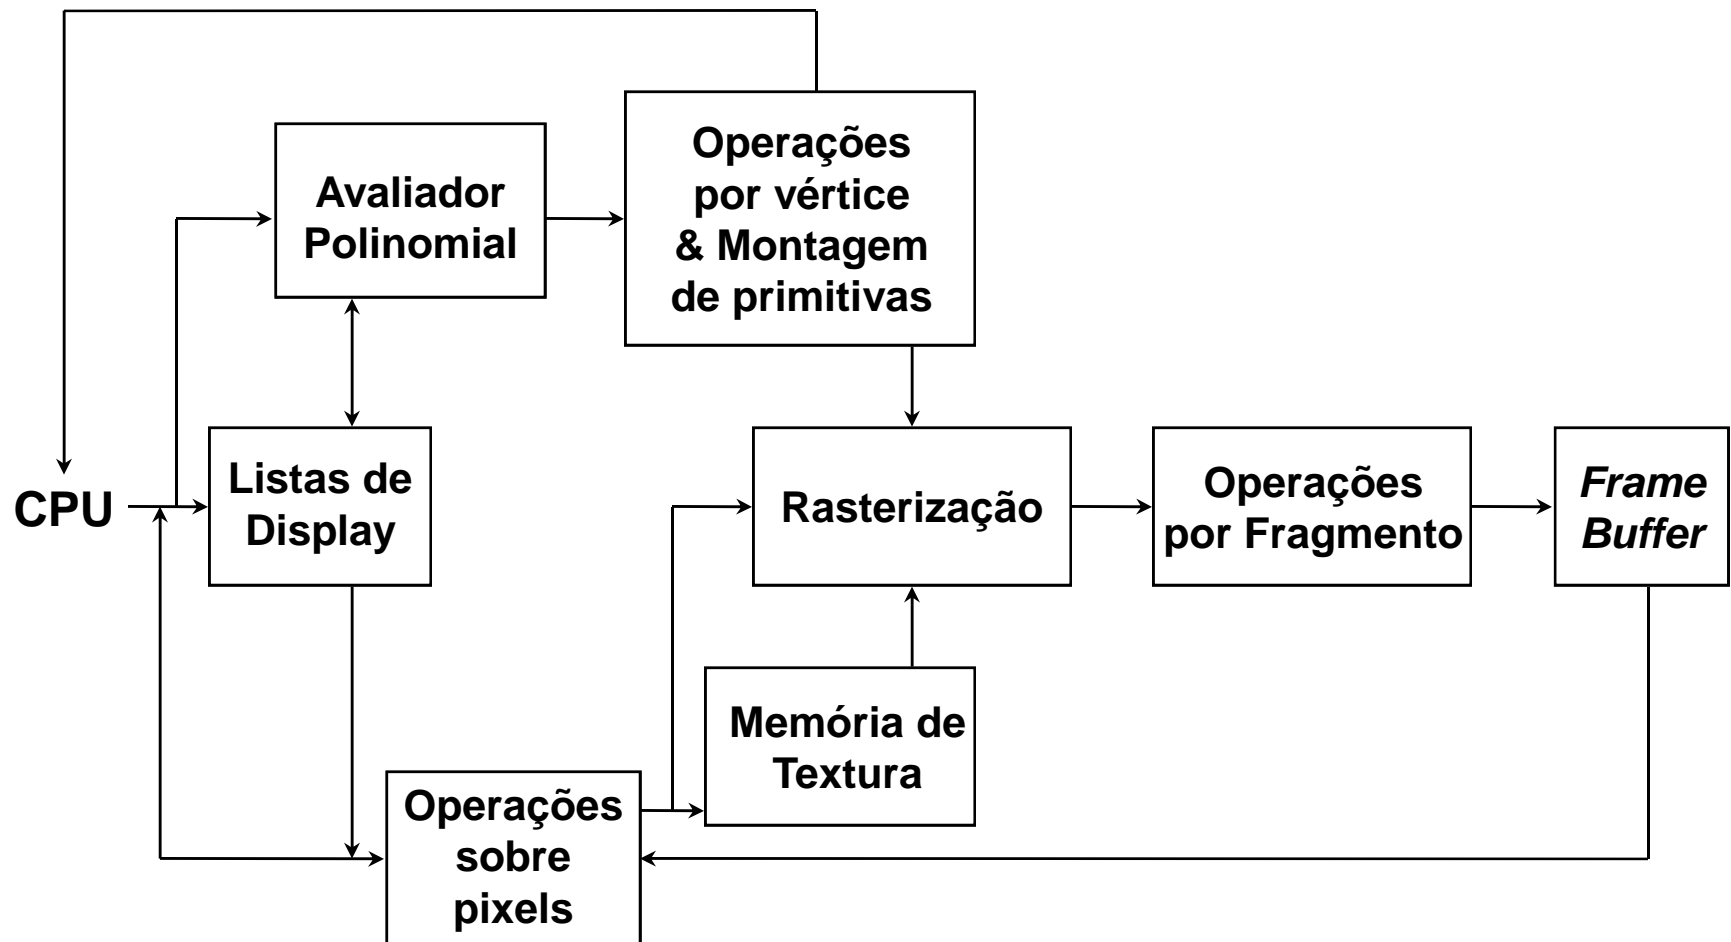 Operações
por vértice
& Montagem
de primitivas
Avaliador
Polinomial
CPU
Listas de
Display
Rasterização
Operações
por Fragmento
Frame
Buffer
Memória de
Textura
Operações
sobre
pixels